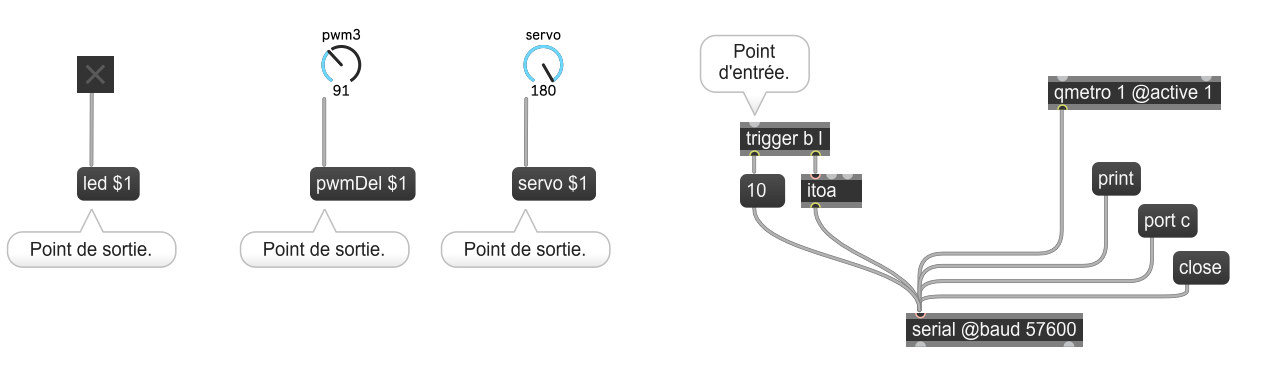 pwm3
91
servo
180
led $1
Point de sortie.
pwmDel $1
Point de sortie.
servo $1
Point de sortie.
Point
d'entrée.
trigger b l
10
itoa
qmetro 1 @active 1
print
port c
close
serial @baud 57600